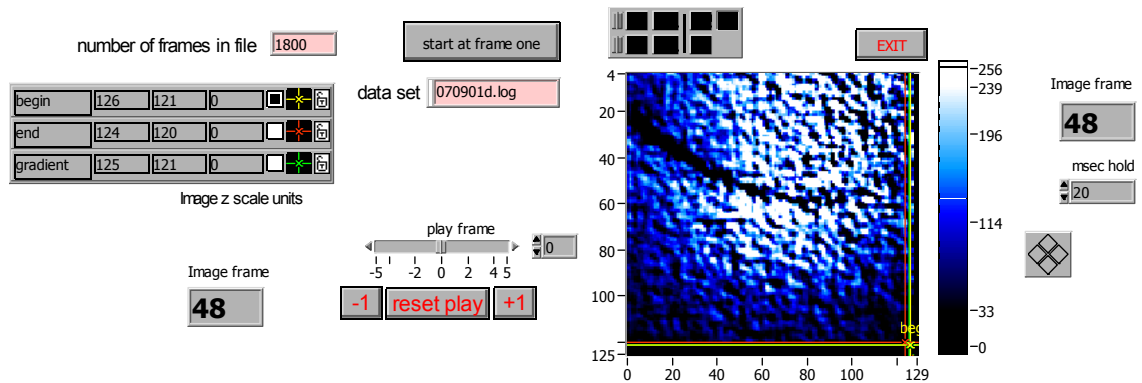 number of frames in file 1800
start at frame one
EXIT
data set 070901d.log
begin 126 121 0
end 124 120 0
gradient 125 121 0
Image z scale units
play frame
0
-5 -2 0 2 4 5
Image frame
48
-1 reset play +1
4
20
40
60
80
100
125
0 20 40 60 80 100 129
beg
256
239
196
114
33
0
Image frame
48
msec hold
20